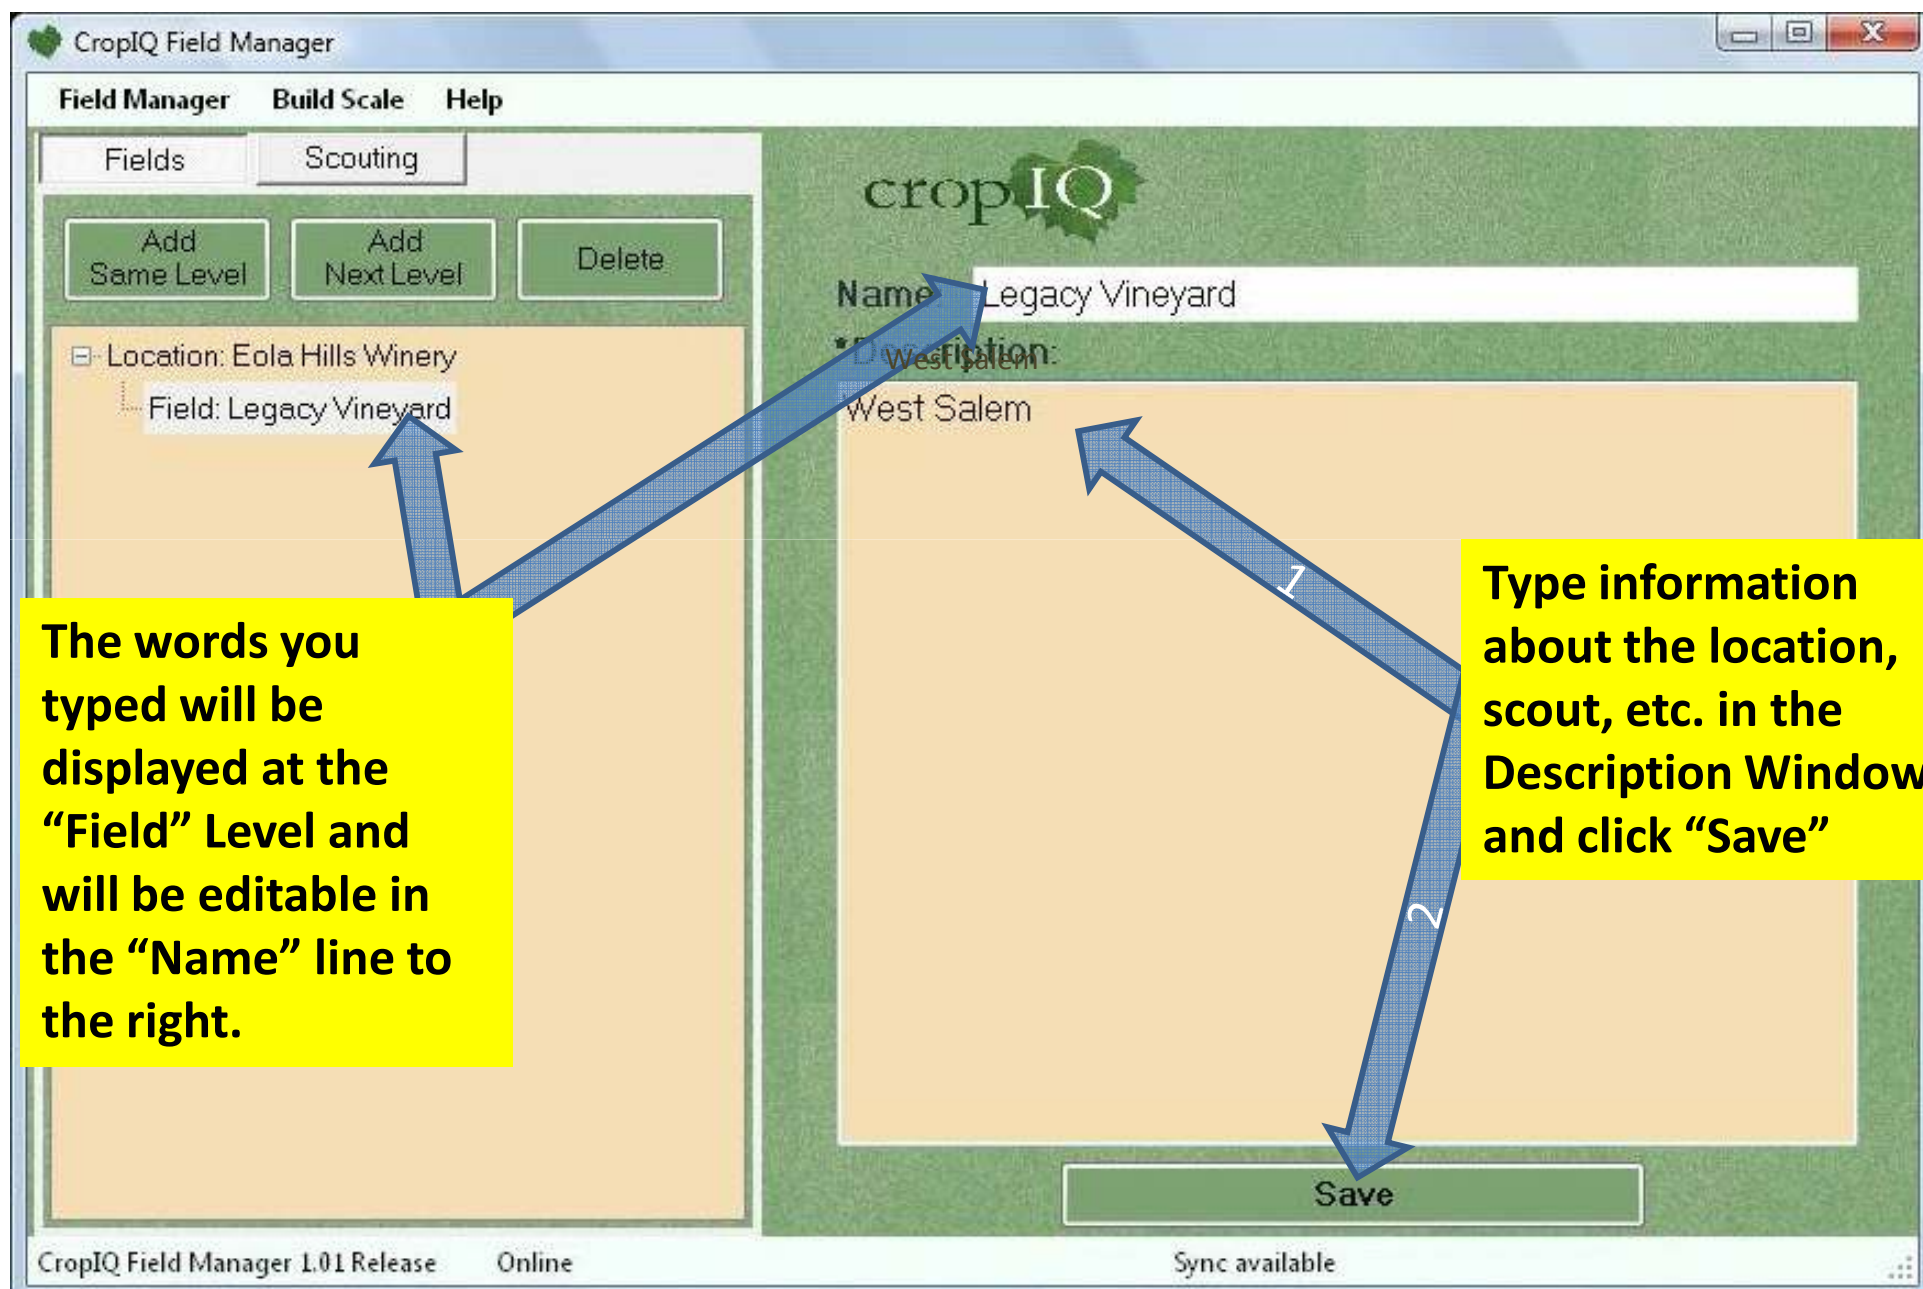 CropIQ Field Manager
Field Manager Build Scale Help
Fields Scouting
Add Same Level
Add Next Level
Delete
Location: Eola Hills Winery
Field: Legacy Vineyard
cropIQ
Name: Legacy Vineyard
*Description:
West Salem
West Salem
1
2
The words you
typed will be
displayed at the
“Field” Level and
will be editable in
the “Name” line to
the right.
Type information
about the location,
scout, etc. in the
Description Window
and click “Save”
Save
CropIQ Field Manager 1.01 Release Online Sync available